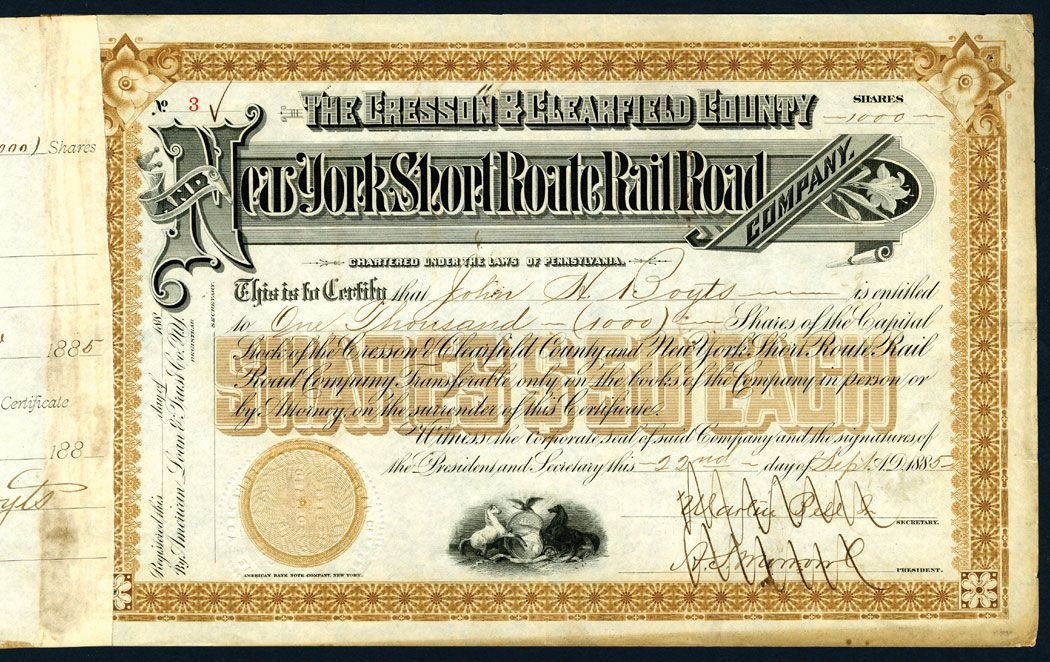 No 3
THE CRESSON & CLEARFIELD COUNTY
SHARES
1000
AND
New York Short Route Rail Road
COMPANY.
CHARTERED UNDER THE LAWS OF PENNSYLVANIA.
This is to Certify that John H. Boyts is entitled
to One Thousand (1000) Shares of the Capital
Stock of the Cresson & Clearfield County and New York Short Route Rail
Road Company Transferable only on the books of the Company in person or
by Attorney on the surrender of this Certificate.
SHARES $50 EACH
Witness the corporate seal of said Company and the signatures of
the President and Secretary this 22nd day of Sept. A.D. 1885
SECRETARY.
PRESIDENT.
AMERICAN BANK NOTE COMPANY, NEW YORK.
Registered this day of 188
By American Loan & Trust Co. N.Y.
REGISTRAR
SECRETARY.
Shares
1885
Certificate
188